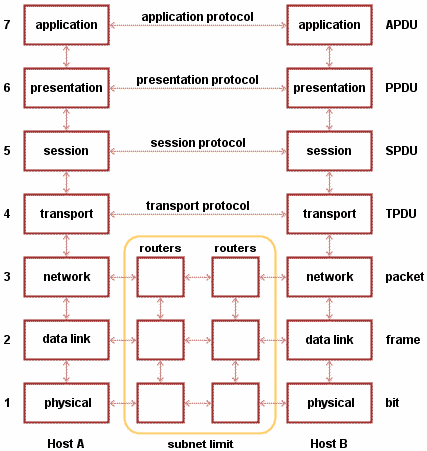 7 application application protocol application APDU
6 presentation presentation protocol presentation PPDU
5 session session protocol session SPDU
4 transport transport protocol transport TPDU
routers routers
3 network network packet
2 data link data link frame
1 physical physical bit
Host A subnet limit Host B